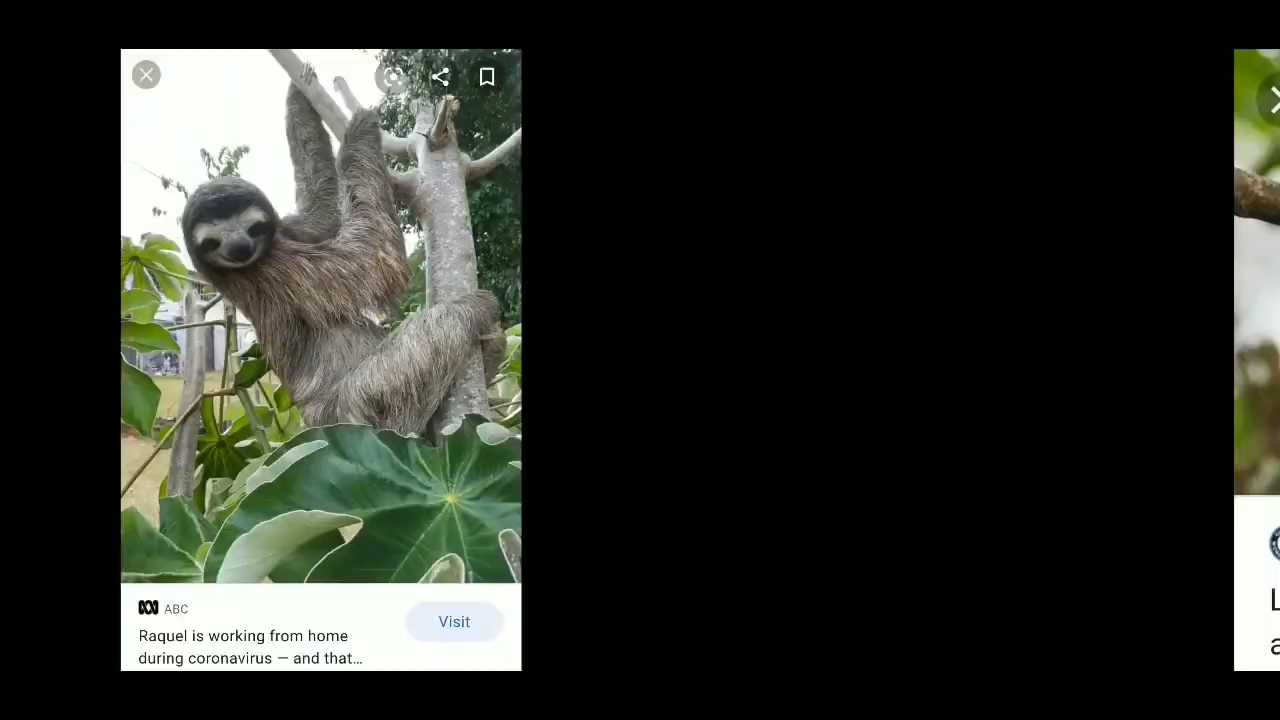 ABC
Raquel is working from home
during coronavirus — and that...
Visit
L
a